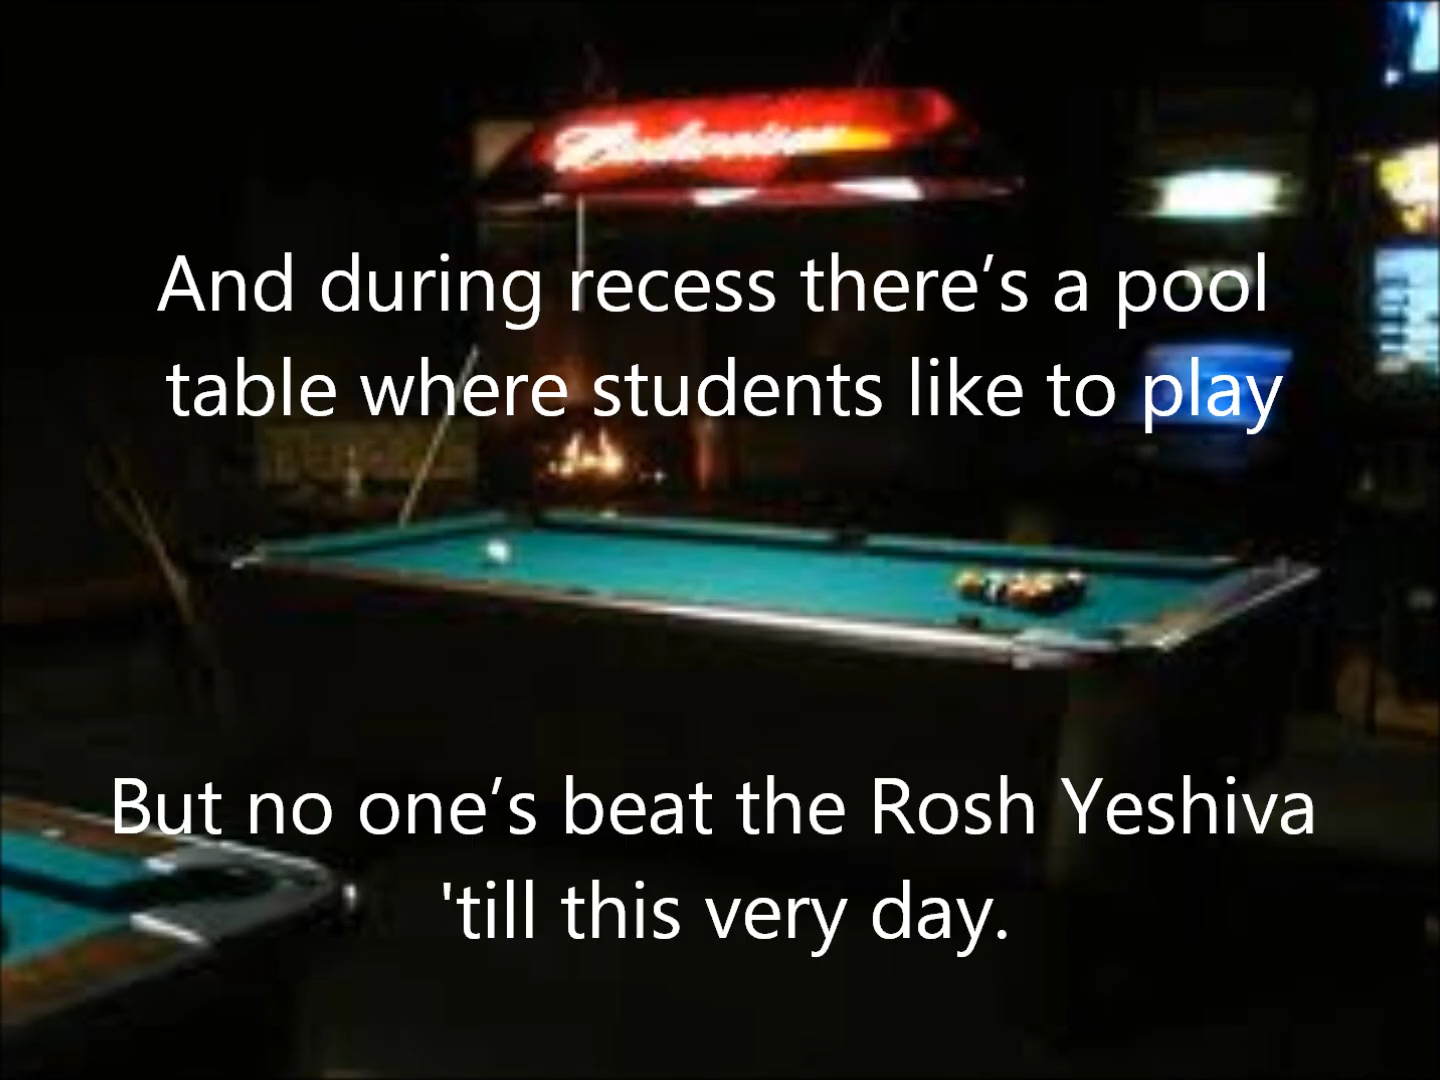 Budweiser
And during recess there’s a pool
table where students like to play
But no one’s beat the Rosh Yeshiva
'till this very day.